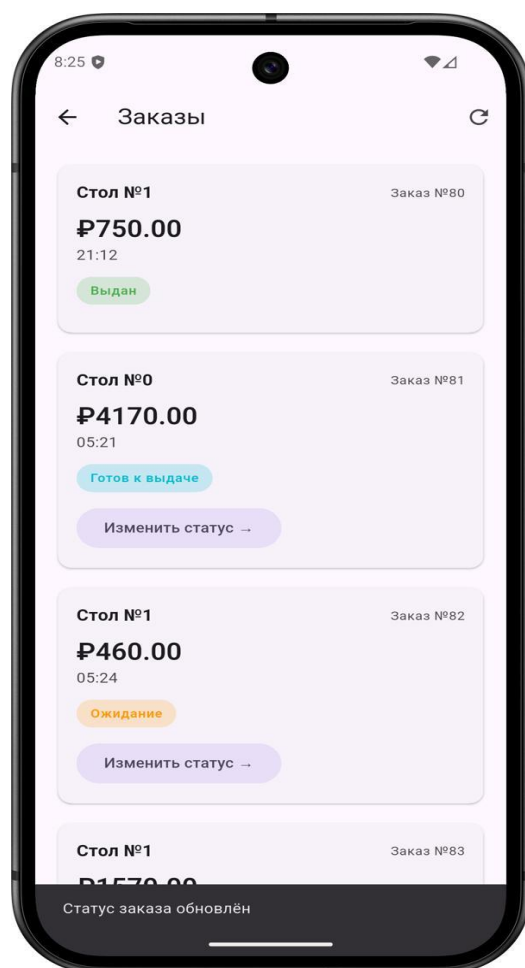 8:25
Заказы
Стол №1
Заказ №80
₽750.00
21:12
Выдан
Стол №0
Заказ №81
₽4170.00
05:21
Готов к выдаче
Изменить статус →
Стол №1
Заказ №82
₽460.00
05:24
Ожидание
Изменить статус →
Стол №1
Заказ №83
₽1570.00
Статус заказа обновлён